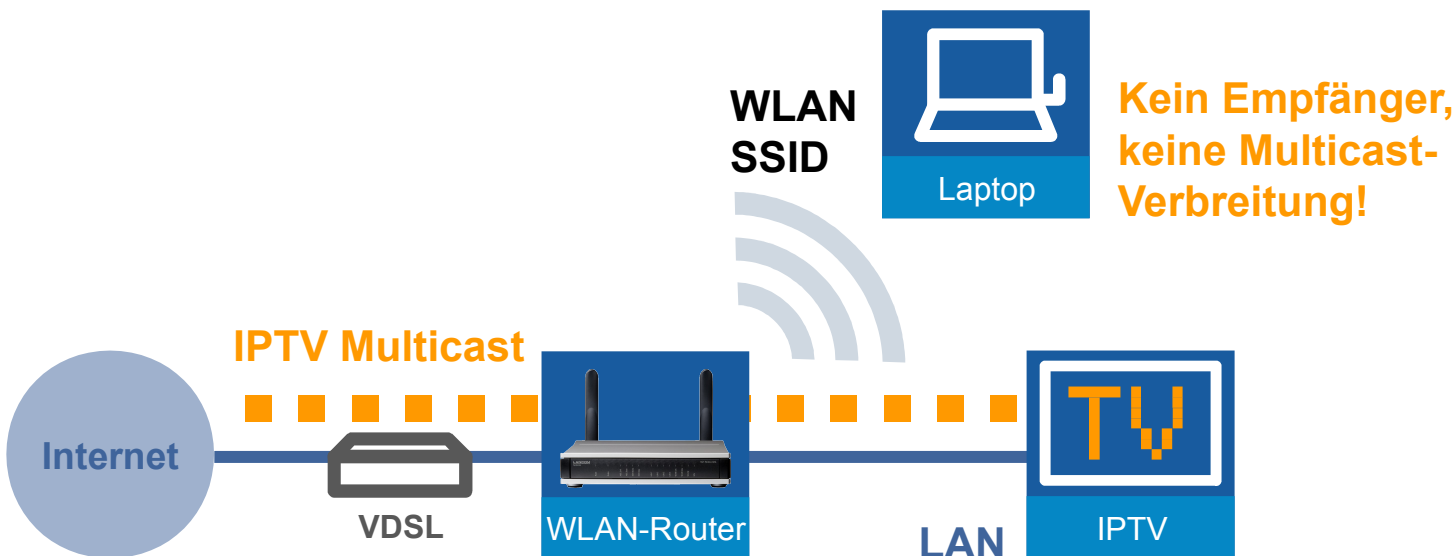 WLAN
SSID
Laptop
Kein Empfänger,
keine Multicast-
Verbreitung!
IPTV Multicast
Internet
VDSL
WLAN-Router
LAN
TV
IPTV